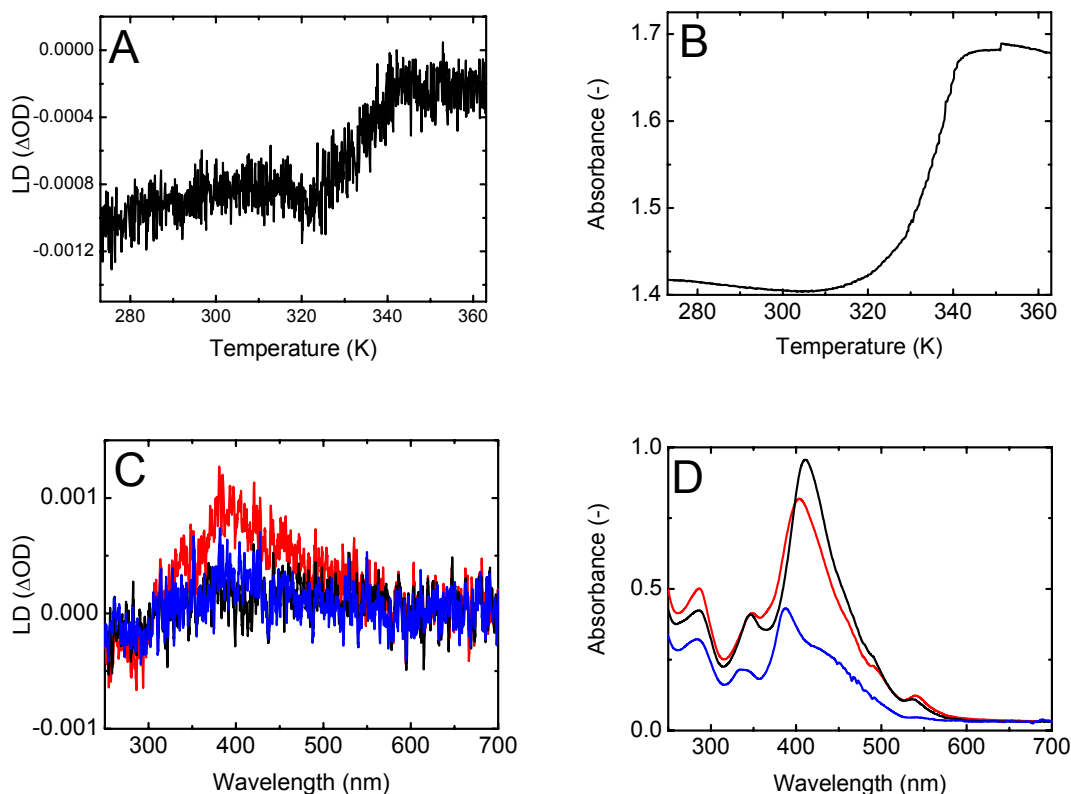 A
LD (ΔOD)
0.0000
-0.0004
-0.0008
-0.0012
280 300 320 340 360
Temperature (K)
B
Absorbance (-)
1.7
1.6
1.5
1.4
280 300 320 340 360
Temperature (K)
C
LD (ΔOD)
0.001
0.000
-0.001
300 400 500 600 700
Wavelength (nm)
D
Absorbance (-)
1.0
0.5
0.0
300 400 500 600 700
Wavelength (nm)